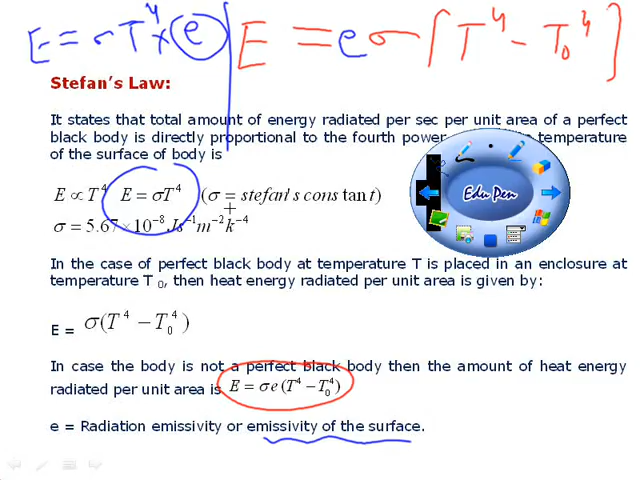 E = σT⁴ × e
E = eσ[T⁴ − T₀⁴]
Stefan's Law:
It states that total amount of energy radiated per sec per unit area of a perfect
black body is directly proportional to the fourth power temperature
of the surface of body is
E ∝ T⁴ E = σT⁴ (σ = stefan's cons tan t)
σ = 5.67×10⁻⁸ Js⁻¹m⁻²k⁻⁴
Edu Pen
In the case of perfect black body at temperature T is placed in an enclosure at
temperature T ₀, then heat energy radiated per unit area is given by:
E = σ(T⁴ − T₀⁴)
In case the body is not a perfect black body then the amount of heat energy
radiated per unit area is E = σe (T⁴ − T₀⁴)
e = Radiation emissivity or emissivity of the surface.